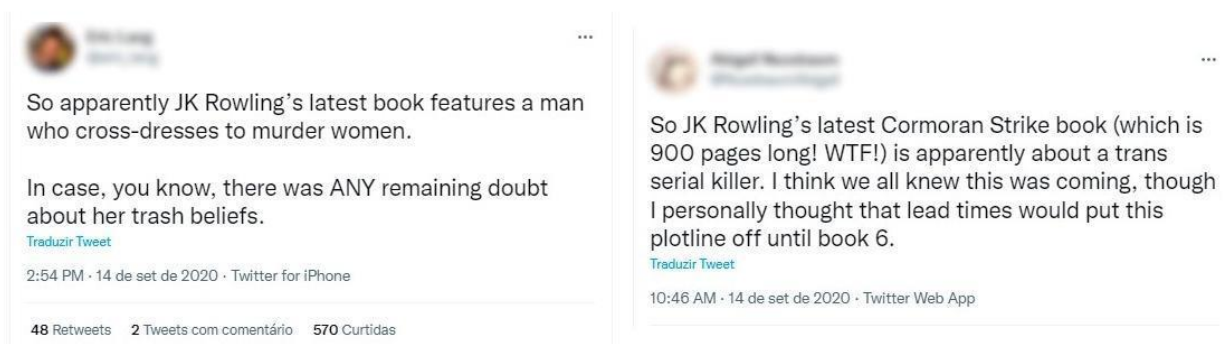 So apparently JK Rowling's latest book features a man
who cross-dresses to murder women.
In case, you know, there was ANY remaining doubt
about her trash beliefs.
Traduzir Tweet
2:54 PM · 14 de set de 2020 · Twitter for iPhone
48 Retweets 2 Tweets com comentário 570 Curtidas
So JK Rowling's latest Cormoran Strike book (which is
900 pages long! WTF!) is apparently about a trans
serial killer. I think we all knew this was coming, though
I personally thought that lead times would put this
plotline off until book 6.
Traduzir Tweet
10:46 AM · 14 de set de 2020 · Twitter Web App